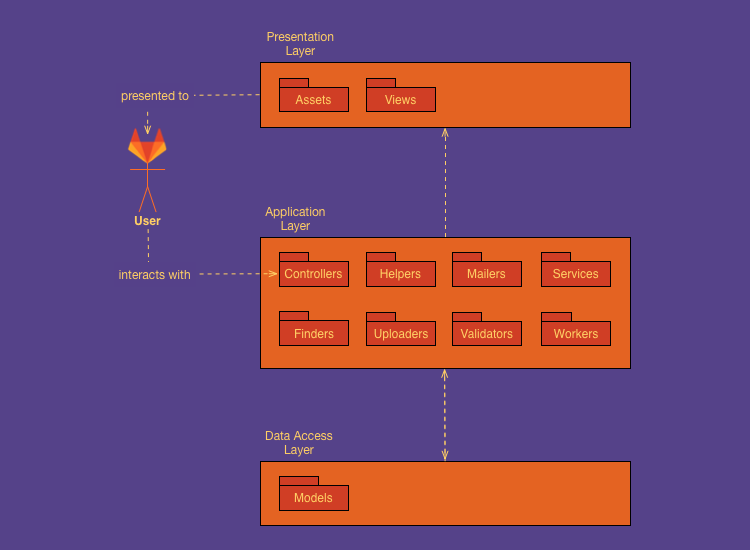 Presentation
Layer
Assets
Views
presented to
User
interacts with
Application
Layer
Controllers
Helpers
Mailers
Services
Finders
Uploaders
Validators
Workers
Data Access
Layer
Models